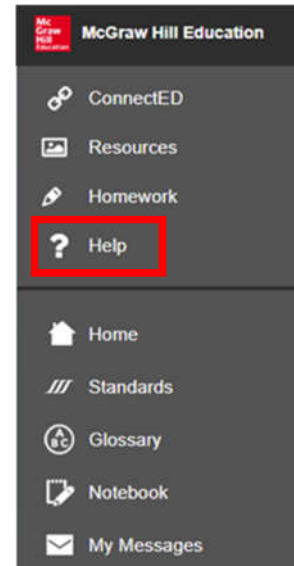 Mc
Graw
Hill
Education
McGraw Hill Education
ConnectED
Resources
Homework
? Help
Home
Standards
A
B C
Glossary
Notebook
My Messages